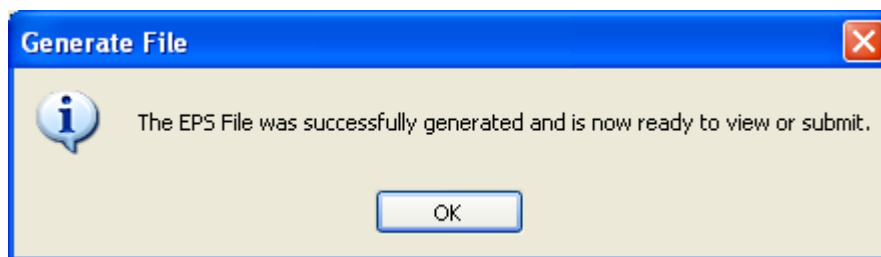 Generate File
The EPS File was successfully generated and is now ready to view or submit.
OK